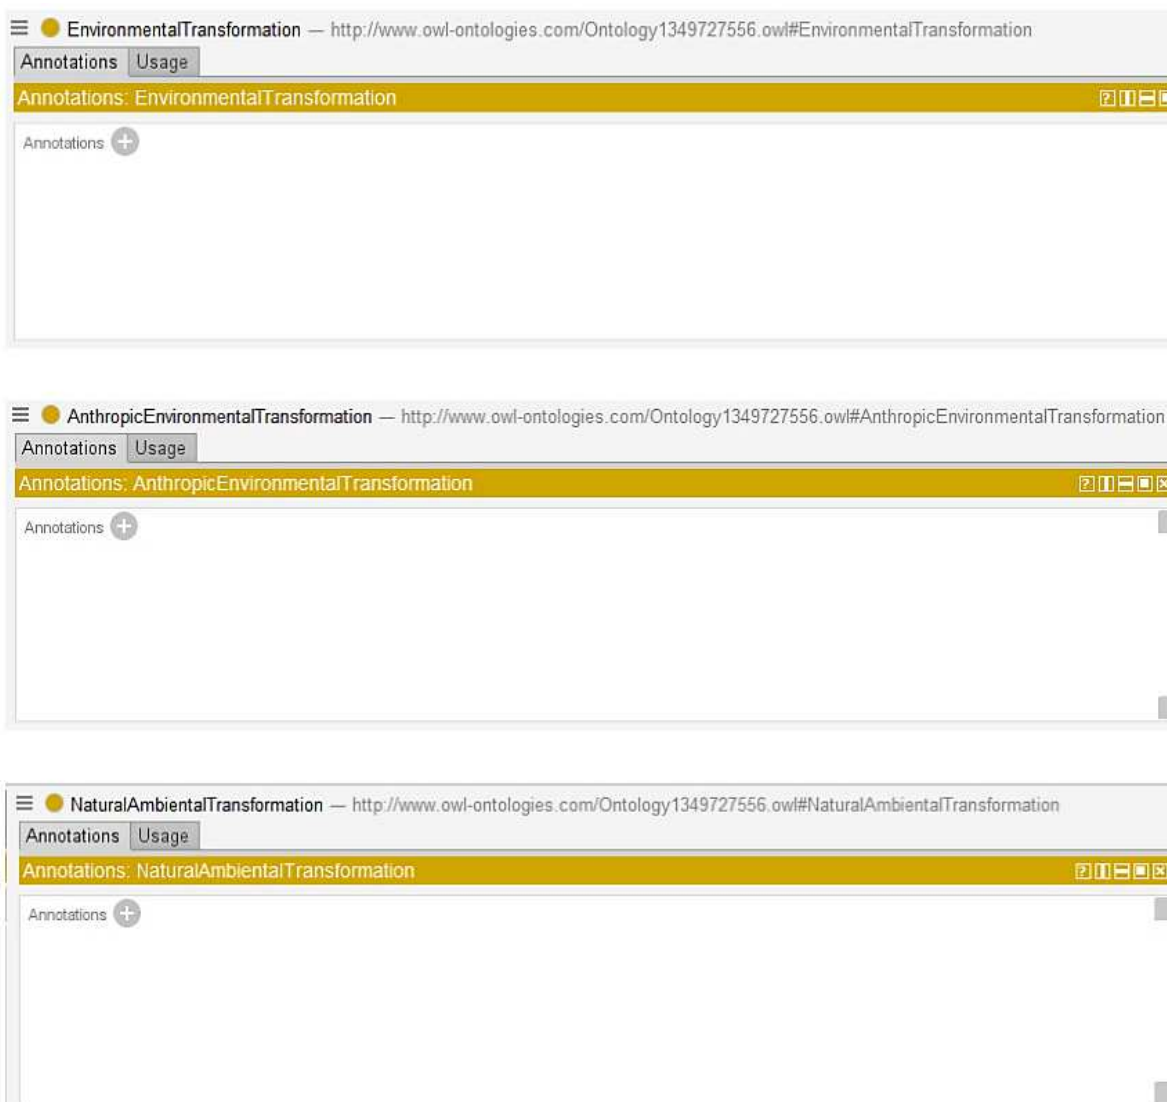 EnvironmentalTransformation — http://www.owl-ontologies.com/Ontology1349727556.owl#EnvironmentalTransformation
Annotations Usage
Annotations: EnvironmentalTransformation
Annotations
AnthropicEnvironmentalTransformation — http://www.owl-ontologies.com/Ontology1349727556.owl#AnthropicEnvironmentalTransformation
Annotations Usage
Annotations: AnthropicEnvironmentalTransformation
Annotations
NaturalAmbientalTransformation — http://www.owl-ontologies.com/Ontology1349727556.owl#NaturalAmbientalTransformation
Annotations Usage
Annotations: NaturalAmbientalTransformation
Annotations